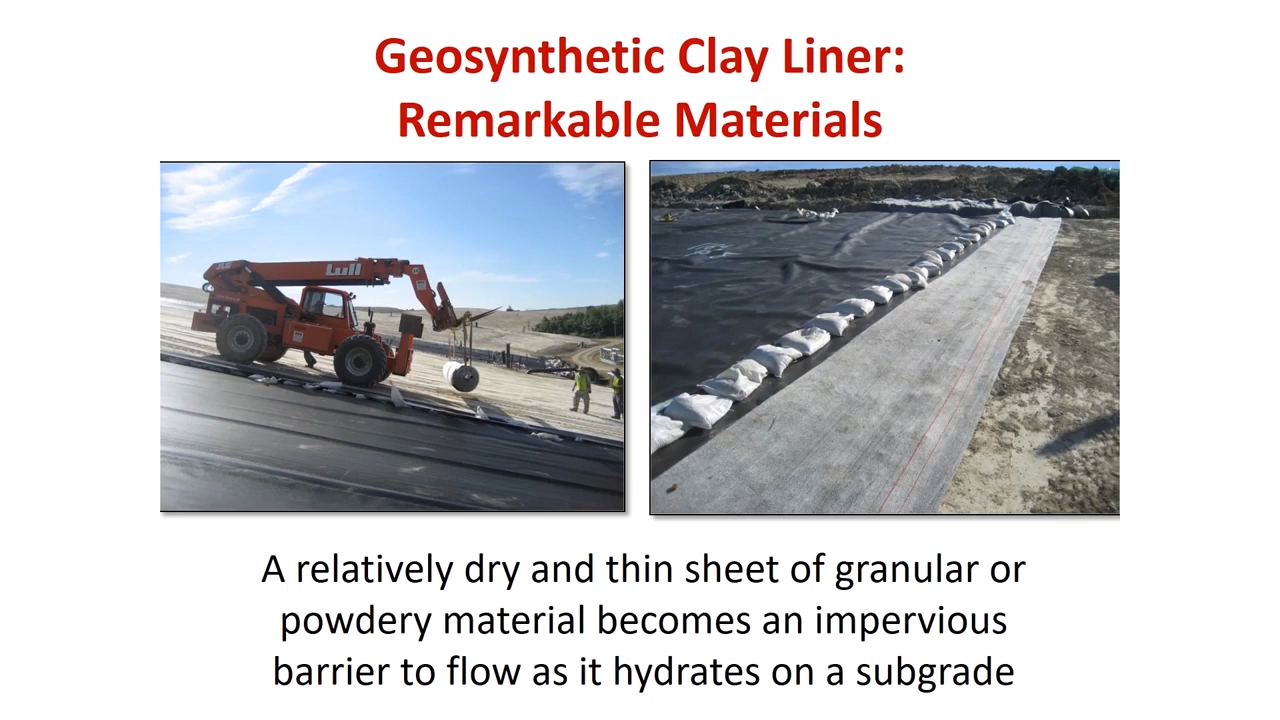 Geosynthetic Clay Liner:
Remarkable Materials
Lull
A relatively dry and thin sheet of granular or
powdery material becomes an impervious
barrier to flow as it hydrates on a subgrade